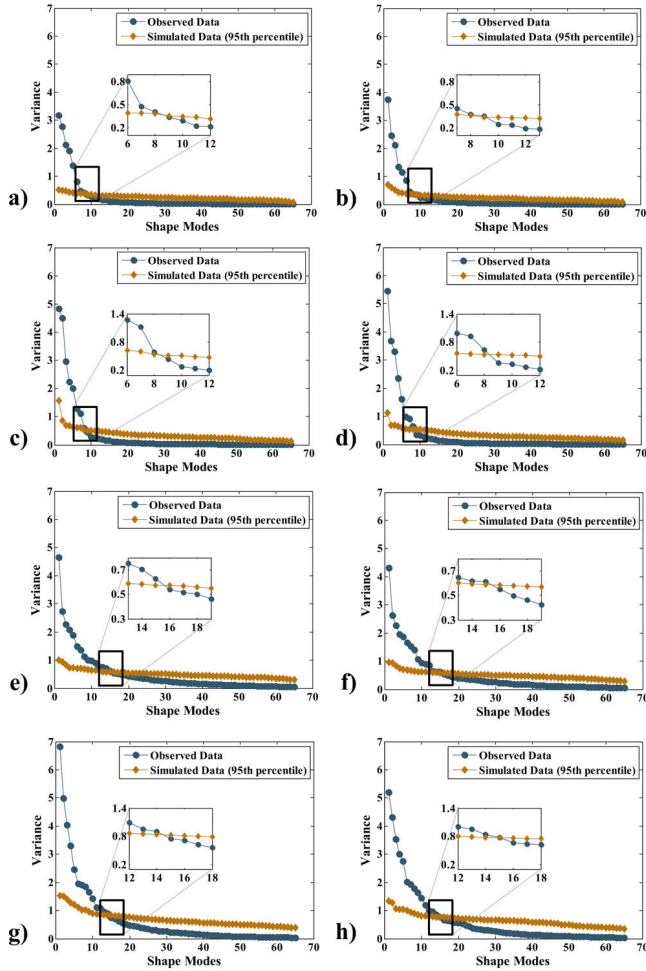 7
6
5
4
3
2
1
0
Variance
Observed Data
Simulated Data (95th percentile)
0.8
0.5
0.2
6 8 10 12
0 10 20 30 40 50 60 70
Shape Modes
a)
7
6
5
4
3
2
1
0
Variance
Observed Data
Simulated Data (95th percentile)
0.8
0.5
0.2
8 10 12
0 10 20 30 40 50 60 70
Shape Modes
b)
7
6
5
4
3
2
1
0
Variance
Observed Data
Simulated Data (95th percentile)
1.4
0.8
0.2
6 8 10 12
0 10 20 30 40 50 60 70
Shape Modes
c)
7
6
5
4
3
2
1
0
Variance
Observed Data
Simulated Data (95th percentile)
1.4
0.8
0.2
6 8 10 12
0 10 20 30 40 50 60 70
Shape Modes
d)
7
6
5
4
3
2
1
0
Variance
Observed Data
Simulated Data (95th percentile)
0.7
0.5
0.3
14 16 18
0 10 20 30 40 50 60 70
Shape Modes
e)
7
6
5
4
3
2
1
0
Variance
Observed Data
Simulated Data (95th percentile)
0.7
0.5
0.3
14 16 18
0 10 20 30 40 50 60 70
Shape Modes
f)
7
6
5
4
3
2
1
0
Variance
Observed Data
Simulated Data (95th percentile)
1.4
0.8
0.2
12 14 16 18
0 10 20 30 40 50 60 70
Shape Modes
g)
7
6
5
4
3
2
1
0
Variance
Observed Data
Simulated Data (95th percentile)
1.4
0.8
0.2
12 14 16 18
0 10 20 30 40 50 60 70
Shape Modes
h)